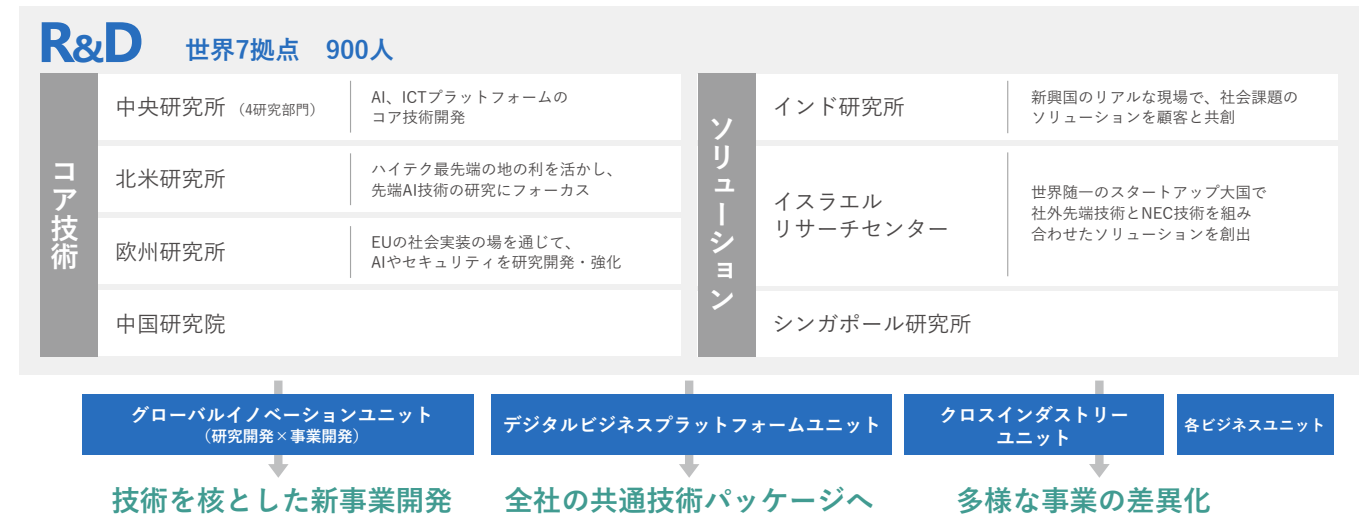 R&D 世界7拠点 900人
コア技術
中央研究所 (4研究部門)
AI、ICTプラットフォームの
コア技術開発
北米研究所
ハイテク最先端の地の利を活かし、
先端AI技術の研究にフォーカス
欧州研究所
EUの社会実装の場を通じて、
AIやセキュリティを研究開発・強化
中国研究院
ソリューション
インド研究所
新興国のリアルな現場で、社会課題の
ソリューションを顧客と共創
イスラエル
リサーチセンター
世界随一のスタートアップ大国で
社外先端技術とNEC技術を組み
合わせたソリューションを創出
シンガポール研究所
グローバルイノベーションユニット
(研究開発×事業開発)
デジタルビジネスプラットフォームユニット
クロスインダストリー
ユニット
各ビジネスユニット
技術を核とした新事業開発
全社の共通技術パッケージへ
多様な事業の差異化